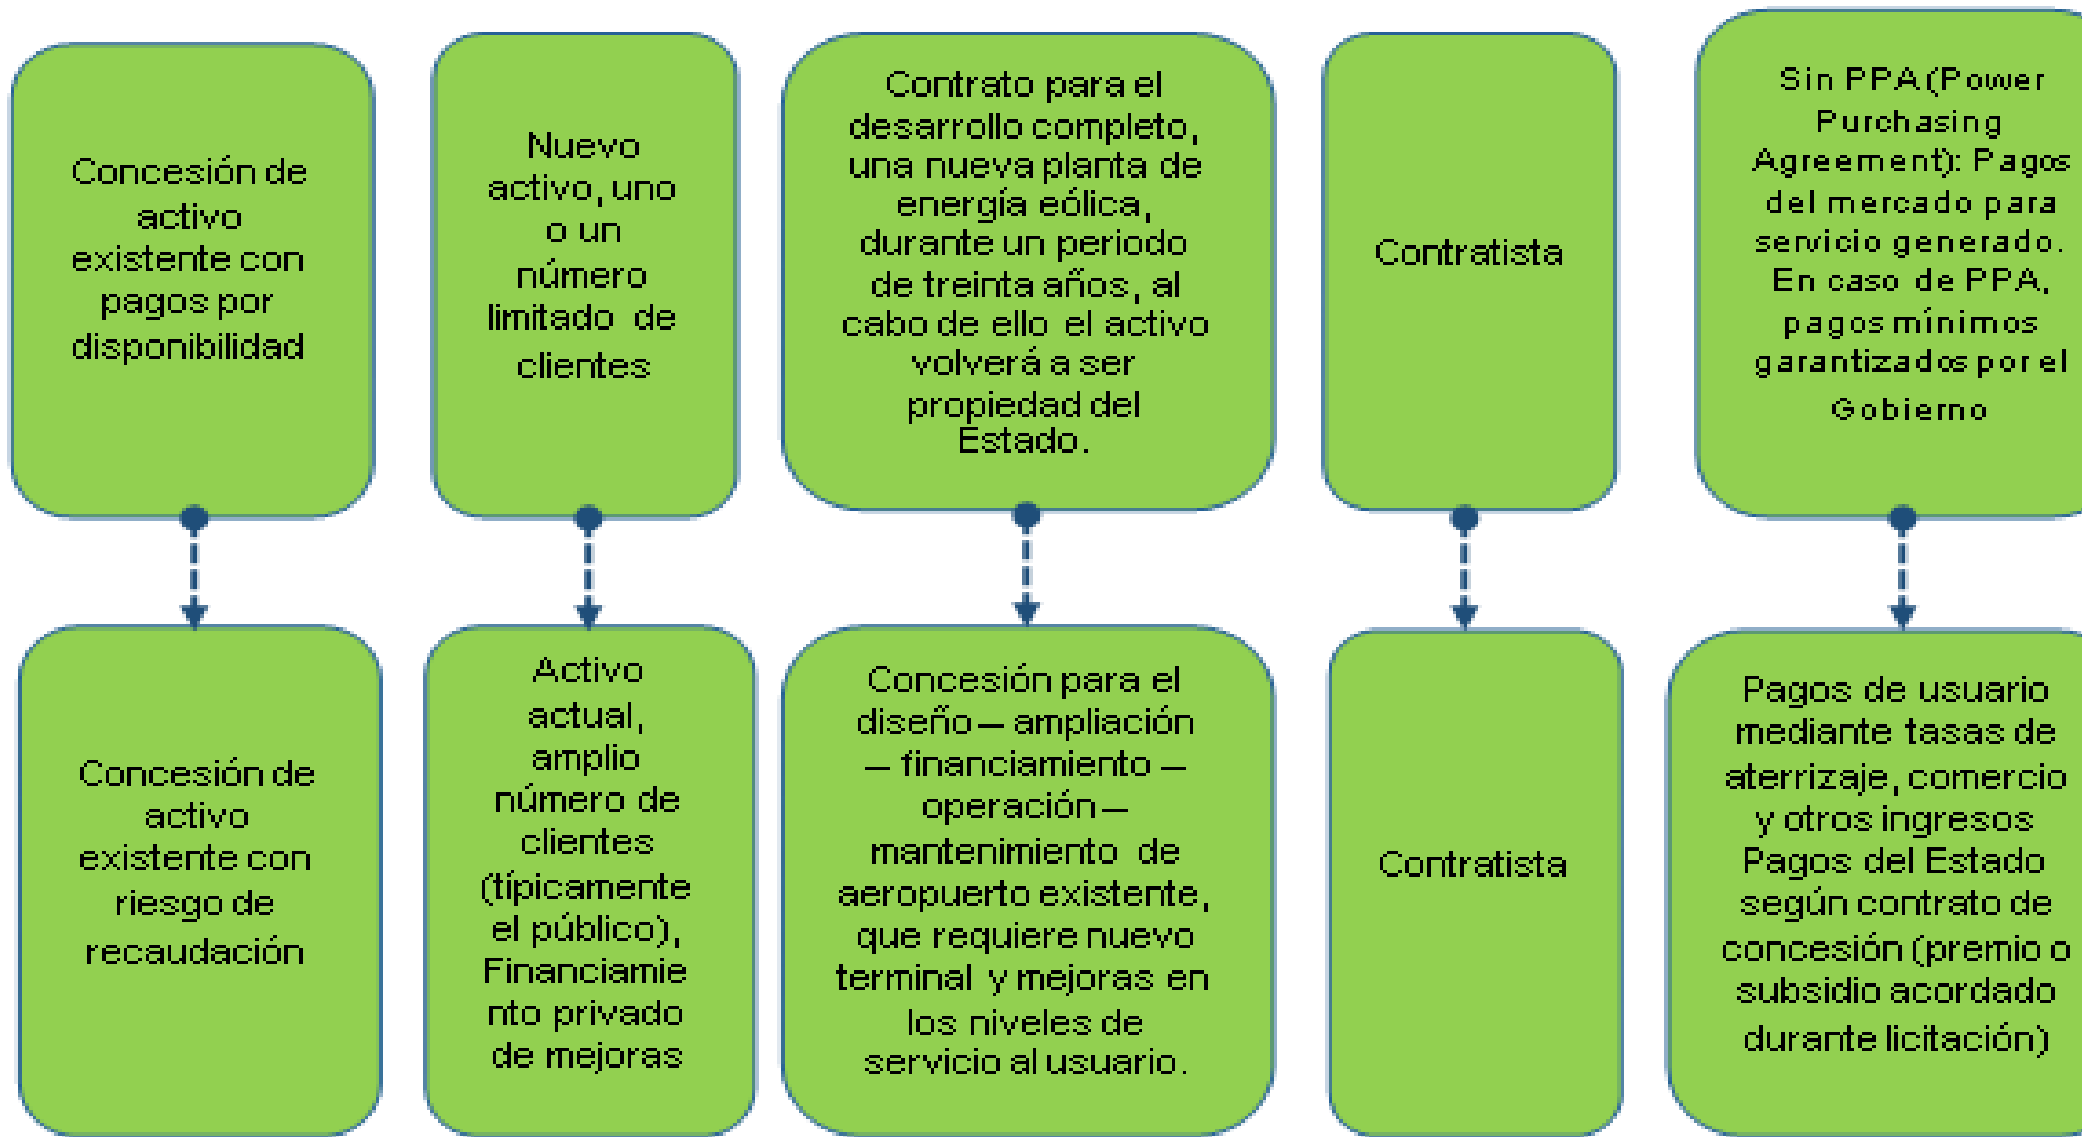 Concesión de
activo
existente con
pagos por
disponibilidad
Nuevo
activo, uno
o un
número
limitado de
clientes
Contrato para el
desarrollo completo,
una nueva planta de
energía eólica,
durante un periodo
de treinta años, al
cabo de ello el activo
volverá a ser
propiedad del
Estado.
Contratista
Sin PPA (Power
Purchasing
Agreement): Pagos
del mercado para
servicio generado.
En caso de PPA,
pagos mínimos
garantizados por el
Gobierno
Concesión de
activo
existente con
riesgo de
recaudación
Activo
actual,
amplio
número de
clientes
(típicamente
el público),
Financiamie
nto privado
de mejoras
Concesión para el
diseño – ampliación
– financiamiento –
operación –
mantenimiento de
aeropuerto existente,
que requiere nuevo
terminal y mejoras en
los niveles de
servicio al usuario.
Contratista
Pagos de usuario
mediante tasas de
aterrizaje, comercio
y otros ingresos
Pagos del Estado
según contrato de
concesión (premio o
subsidio acordado
durante licitación)